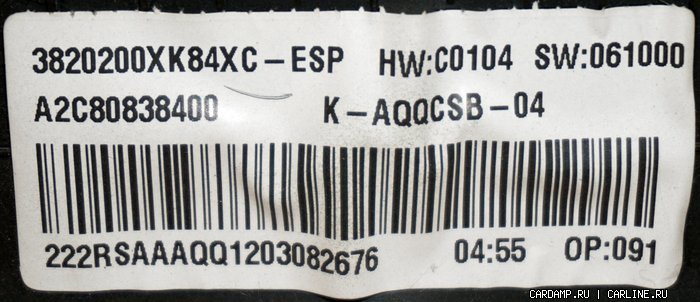 3820200XK84XC-ESP HW:C0104 SW:061000
A2C80838400 K-AQQCSB-04
222RSAAAQQ1203082676 04:55 OP:091
CARDAMP.RU | CARLINE.RU